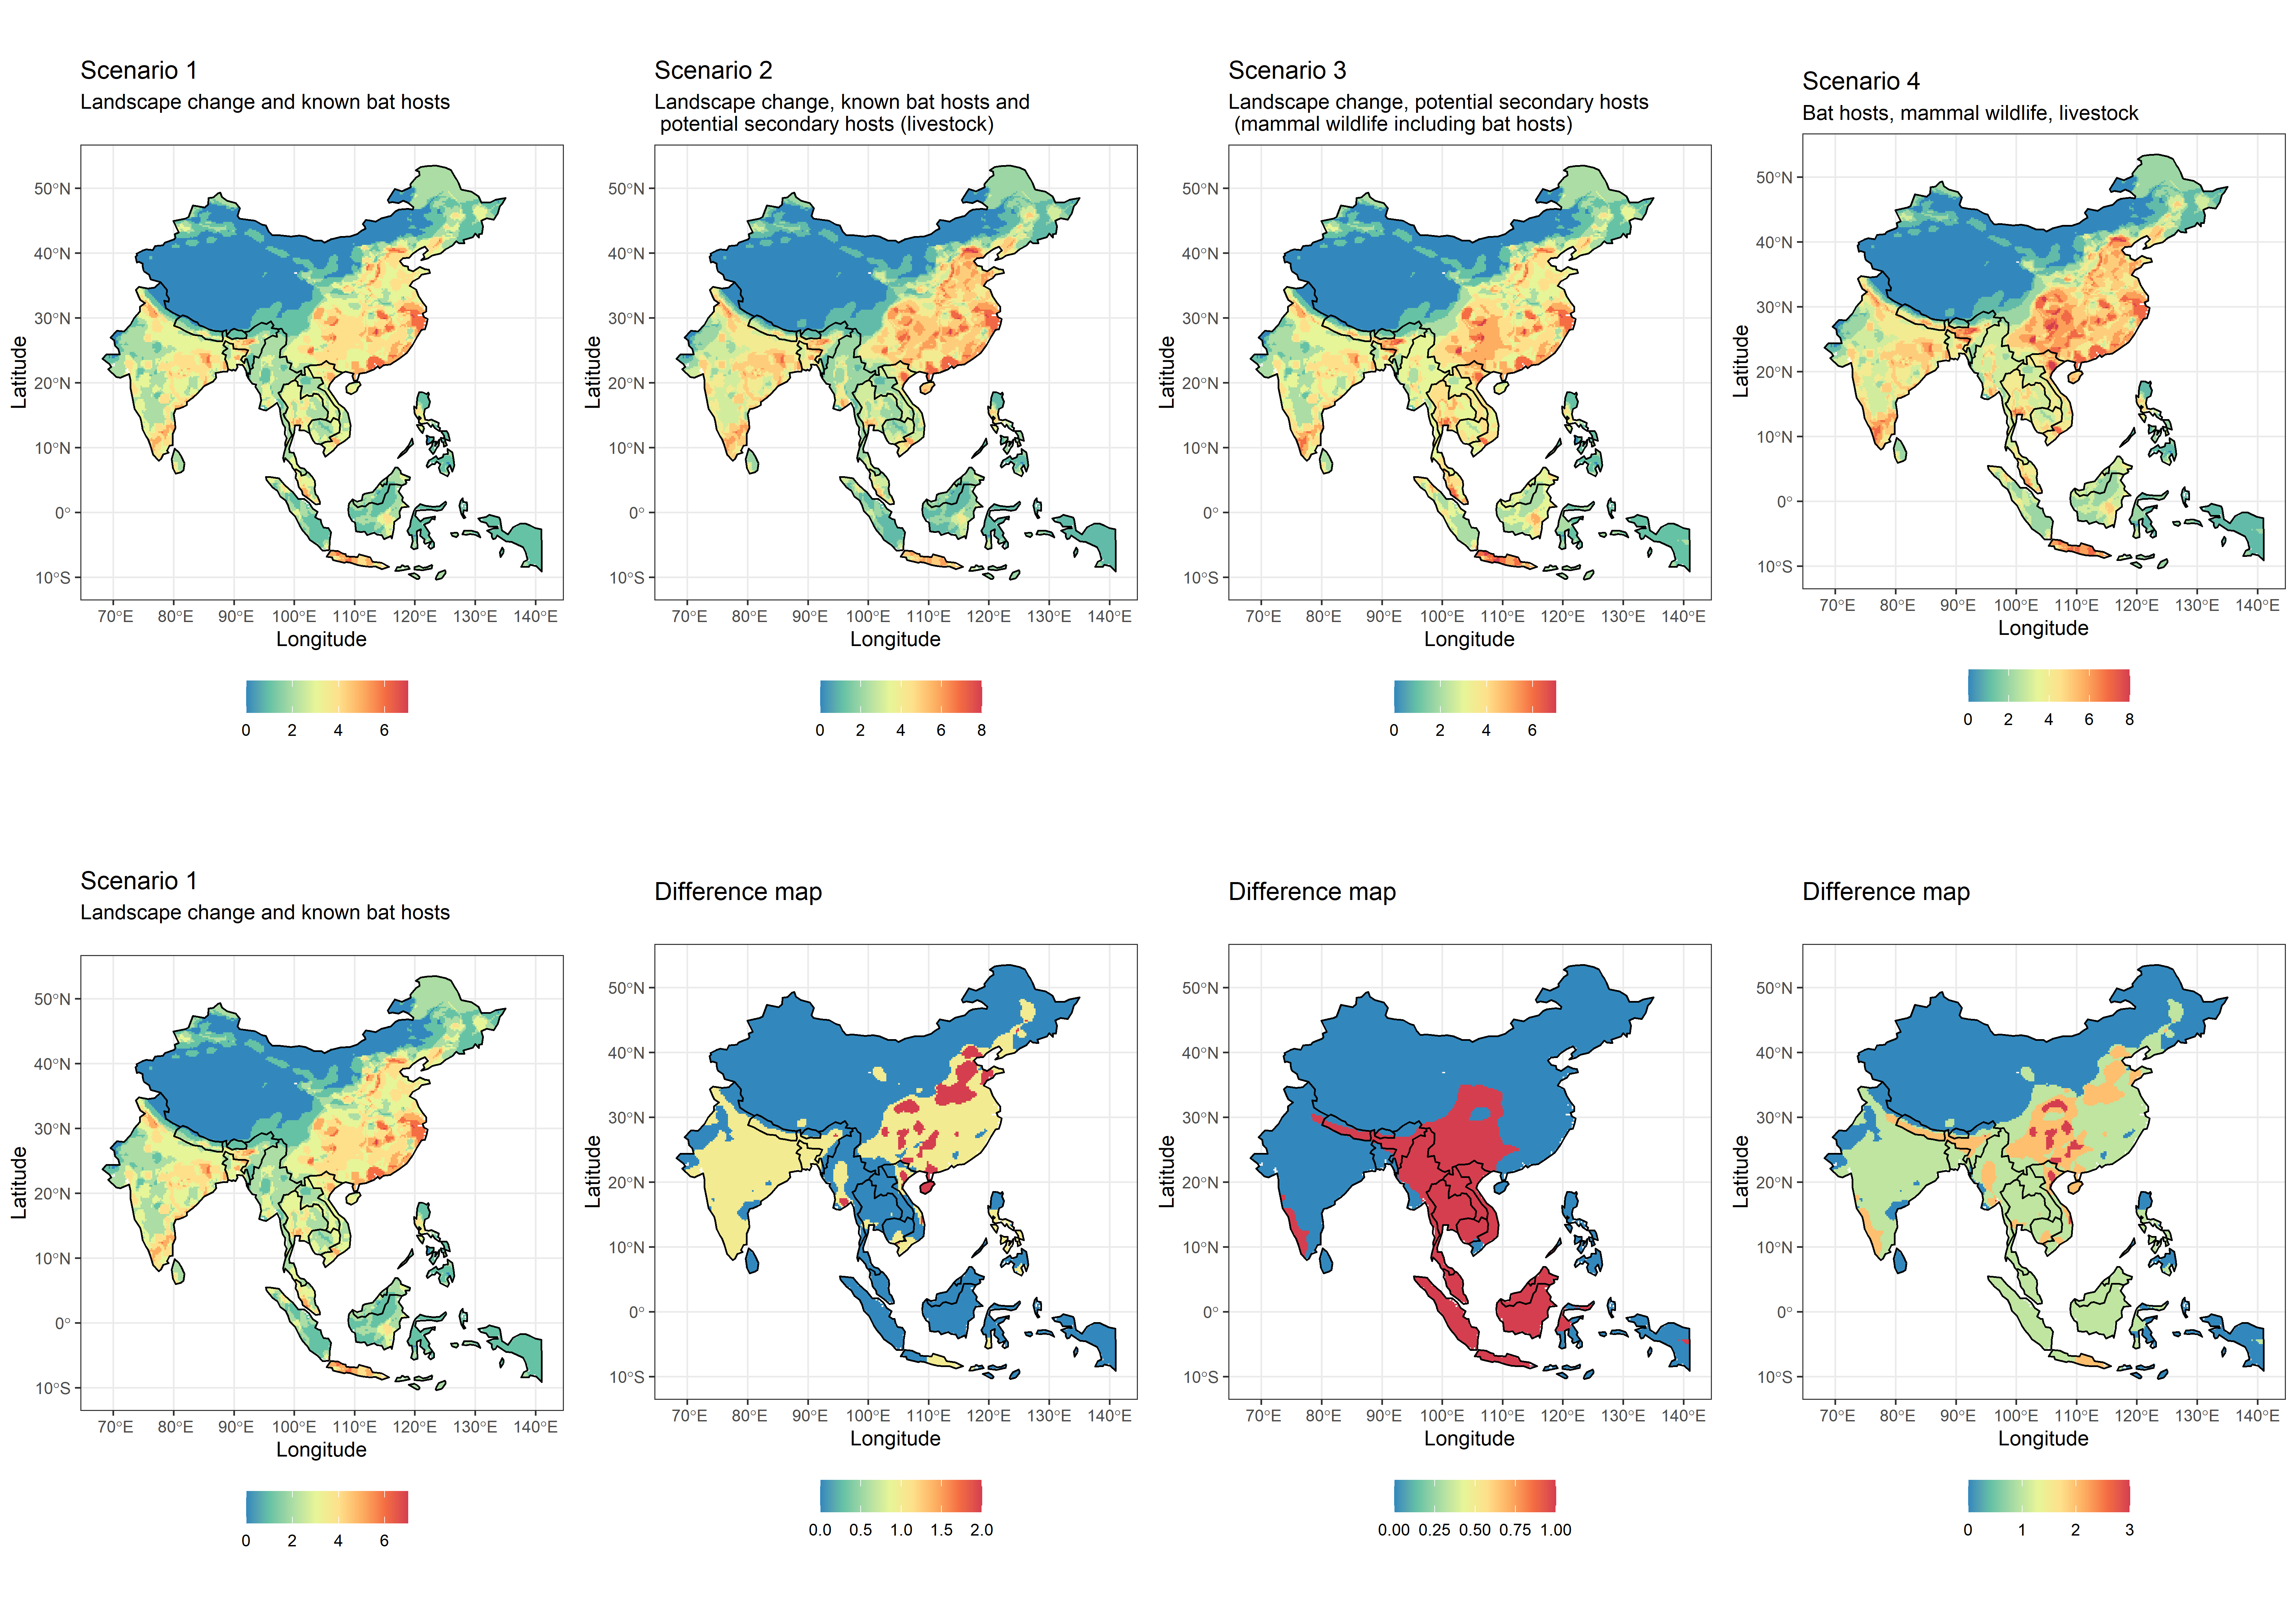 Scenario 1
Landscape change and known bat hosts
50°N
40°N
30°N
20°N
10°N
0°
10°S
Latitude
70°E 80°E 90°E 100°E 110°E 120°E 130°E 140°E
Longitude
0 2 4 6
Scenario 2
Landscape change, known bat hosts and
potential secondary hosts (livestock)
50°N
40°N
30°N
20°N
10°N
0°
10°S
Latitude
70°E 80°E 90°E 100°E 110°E 120°E 130°E 140°E
Longitude
0 2 4 6 8
Scenario 3
Landscape change, potential secondary hosts
(mammal wildlife including bat hosts)
50°N
40°N
30°N
20°N
10°N
0°
10°S
Latitude
70°E 80°E 90°E 100°E 110°E 120°E 130°E 140°E
Longitude
0 2 4 6
Scenario 4
Bat hosts, mammal wildlife, livestock
50°N
40°N
30°N
20°N
10°N
0°
10°S
Latitude
70°E 80°E 90°E 100°E 110°E 120°E 130°E 140°E
Longitude
0 2 4 6 8
Scenario 1
Landscape change and known bat hosts
50°N
40°N
30°N
20°N
10°N
0°
10°S
Latitude
70°E 80°E 90°E 100°E 110°E 120°E 130°E 140°E
Longitude
0 2 4 6
Difference map
50°N
40°N
30°N
20°N
10°N
0°
10°S
Latitude
70°E 80°E 90°E 100°E 110°E 120°E 130°E 140°E
Longitude
0.0 0.5 1.0 1.5 2.0
Difference map
50°N
40°N
30°N
20°N
10°N
0°
10°S
Latitude
70°E 80°E 90°E 100°E 110°E 120°E 130°E 140°E
Longitude
0.00 0.25 0.50 0.75 1.00
Difference map
50°N
40°N
30°N
20°N
10°N
0°
10°S
Latitude
70°E 80°E 90°E 100°E 110°E 120°E 130°E 140°E
Longitude
0 1 2 3